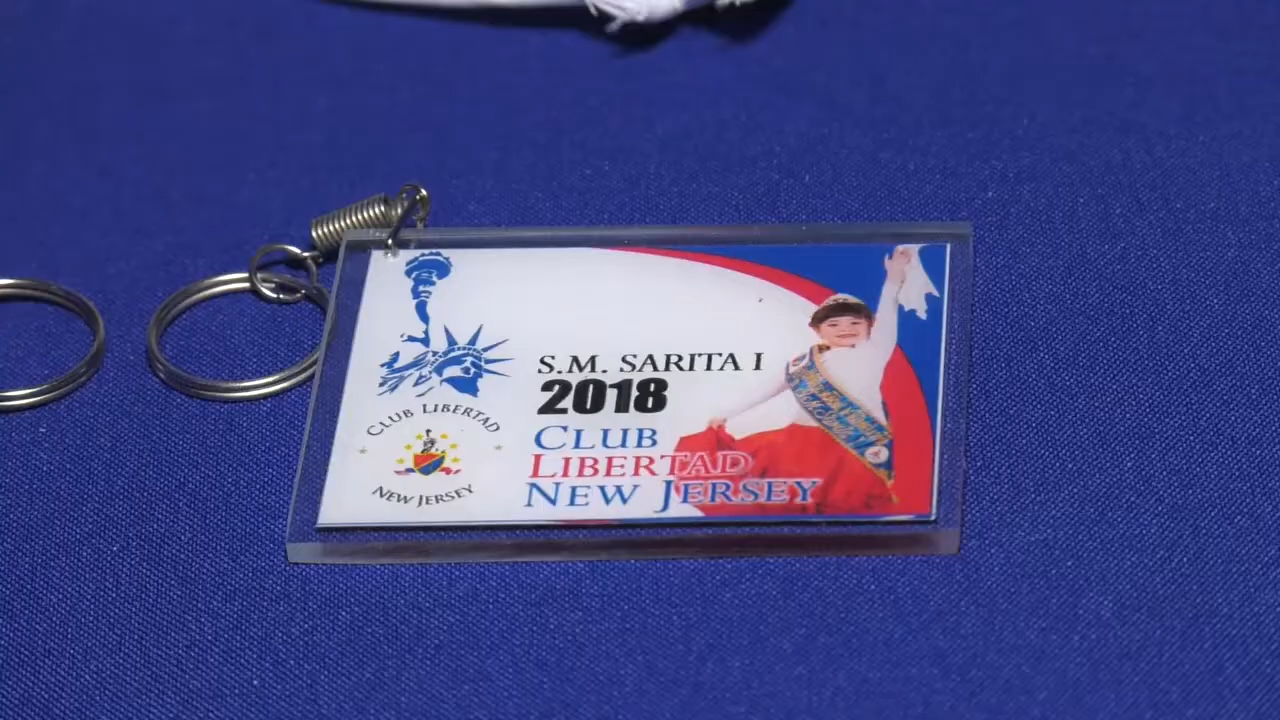 S.M. SARITA I
2018
CLUB
LIBERTAD
NEW JERSEY
CLUB LIBERTAD
NEW JERSEY